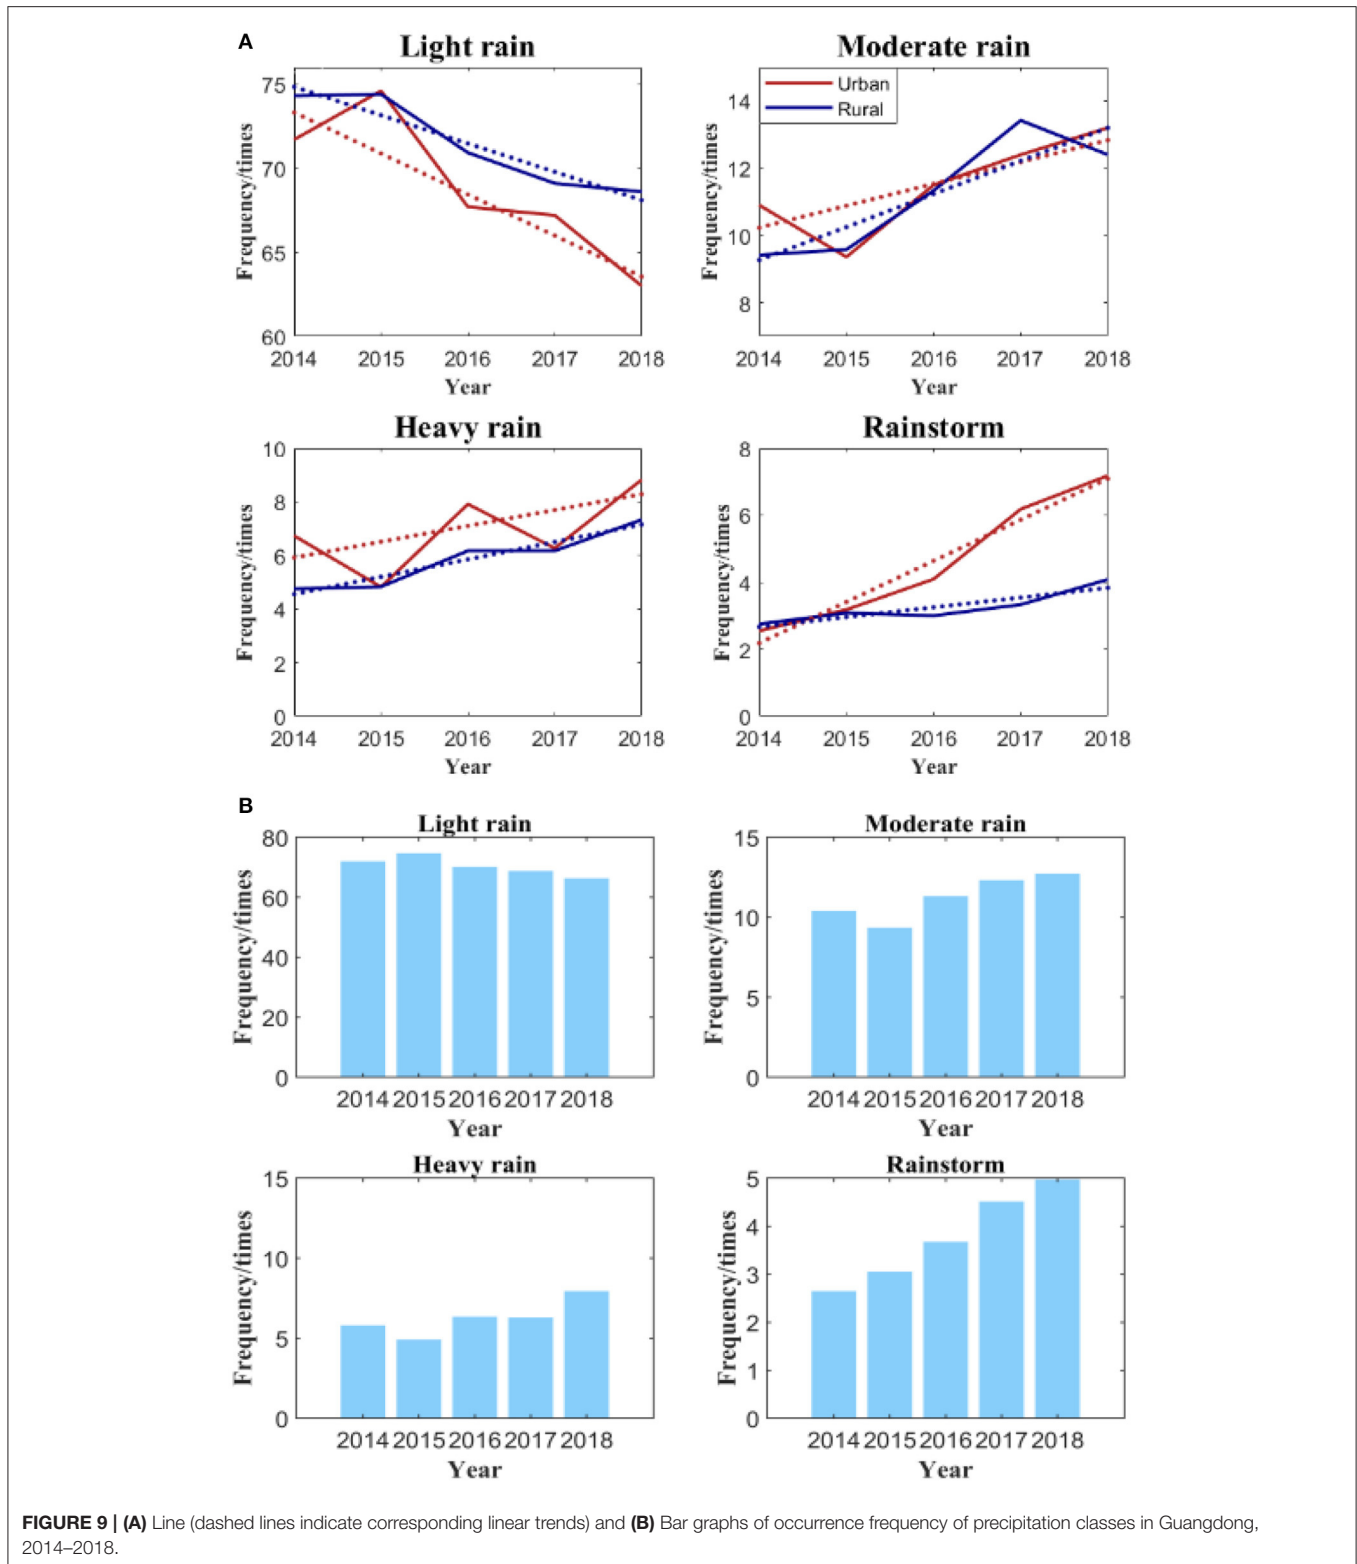 A
Light rain
75
70
65
60
Frequency/times
2014 2015 2016 2017 2018
Year
Moderate rain
Urban
Rural
14
12
10
8
Frequency/times
2014 2015 2016 2017 2018
Year
Heavy rain
10
8
6
4
2
0
Frequency/times
2014 2015 2016 2017 2018
Year
Rainstorm
8
6
4
2
0
Frequency/times
2014 2015 2016 2017 2018
Year
B
Light rain
80
60
40
20
0
Frequency/times
2014 2015 2016 2017 2018
Year
Moderate rain
15
10
5
0
Frequency/times
2014 2015 2016 2017 2018
Year
Heavy rain
15
10
5
0
Frequency/times
2014 2015 2016 2017 2018
Year
Rainstorm
5
4
3
2
1
0
Frequency/times
2014 2015 2016 2017 2018
Year
FIGURE 9 | (A) Line (dashed lines indicate corresponding linear trends) and (B) Bar graphs of occurrence frequency of precipitation classes in Guangdong,
2014–2018.